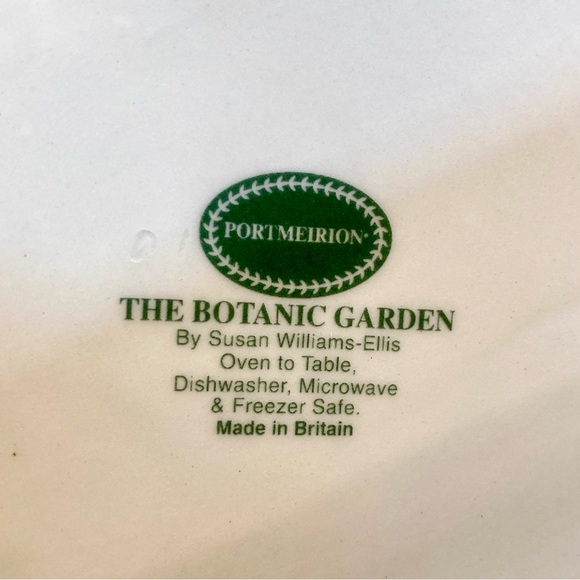 PORTMEIRION®
THE BOTANIC GARDEN
By Susan Williams-Ellis
Oven to Table,
Dishwasher, Microwave
& Freezer Safe.
Made in Britain